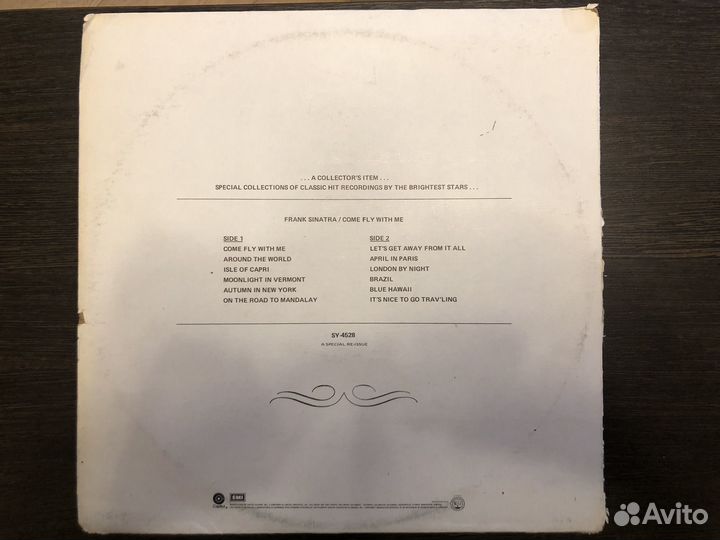 . . . A COLLECTOR'S ITEM . . .
SPECIAL COLLECTIONS OF CLASSIC HIT RECORDINGS BY THE BRIGHTEST STARS . . .
FRANK SINATRA / COME FLY WITH ME
SIDE 1
COME FLY WITH ME
AROUND THE WORLD
ISLE OF CAPRI
MOONLIGHT IN VERMONT
AUTUMN IN NEW YORK
ON THE ROAD TO MANDALAY
SIDE 2
LET'S GET AWAY FROM IT ALL
APRIL IN PARIS
LONDON BY NIGHT
BRAZIL
BLUE HAWAII
IT'S NICE TO GO TRAV'LING
SY-4528
A SPECIAL RE-ISSUE
Capitol
EMI
Avito